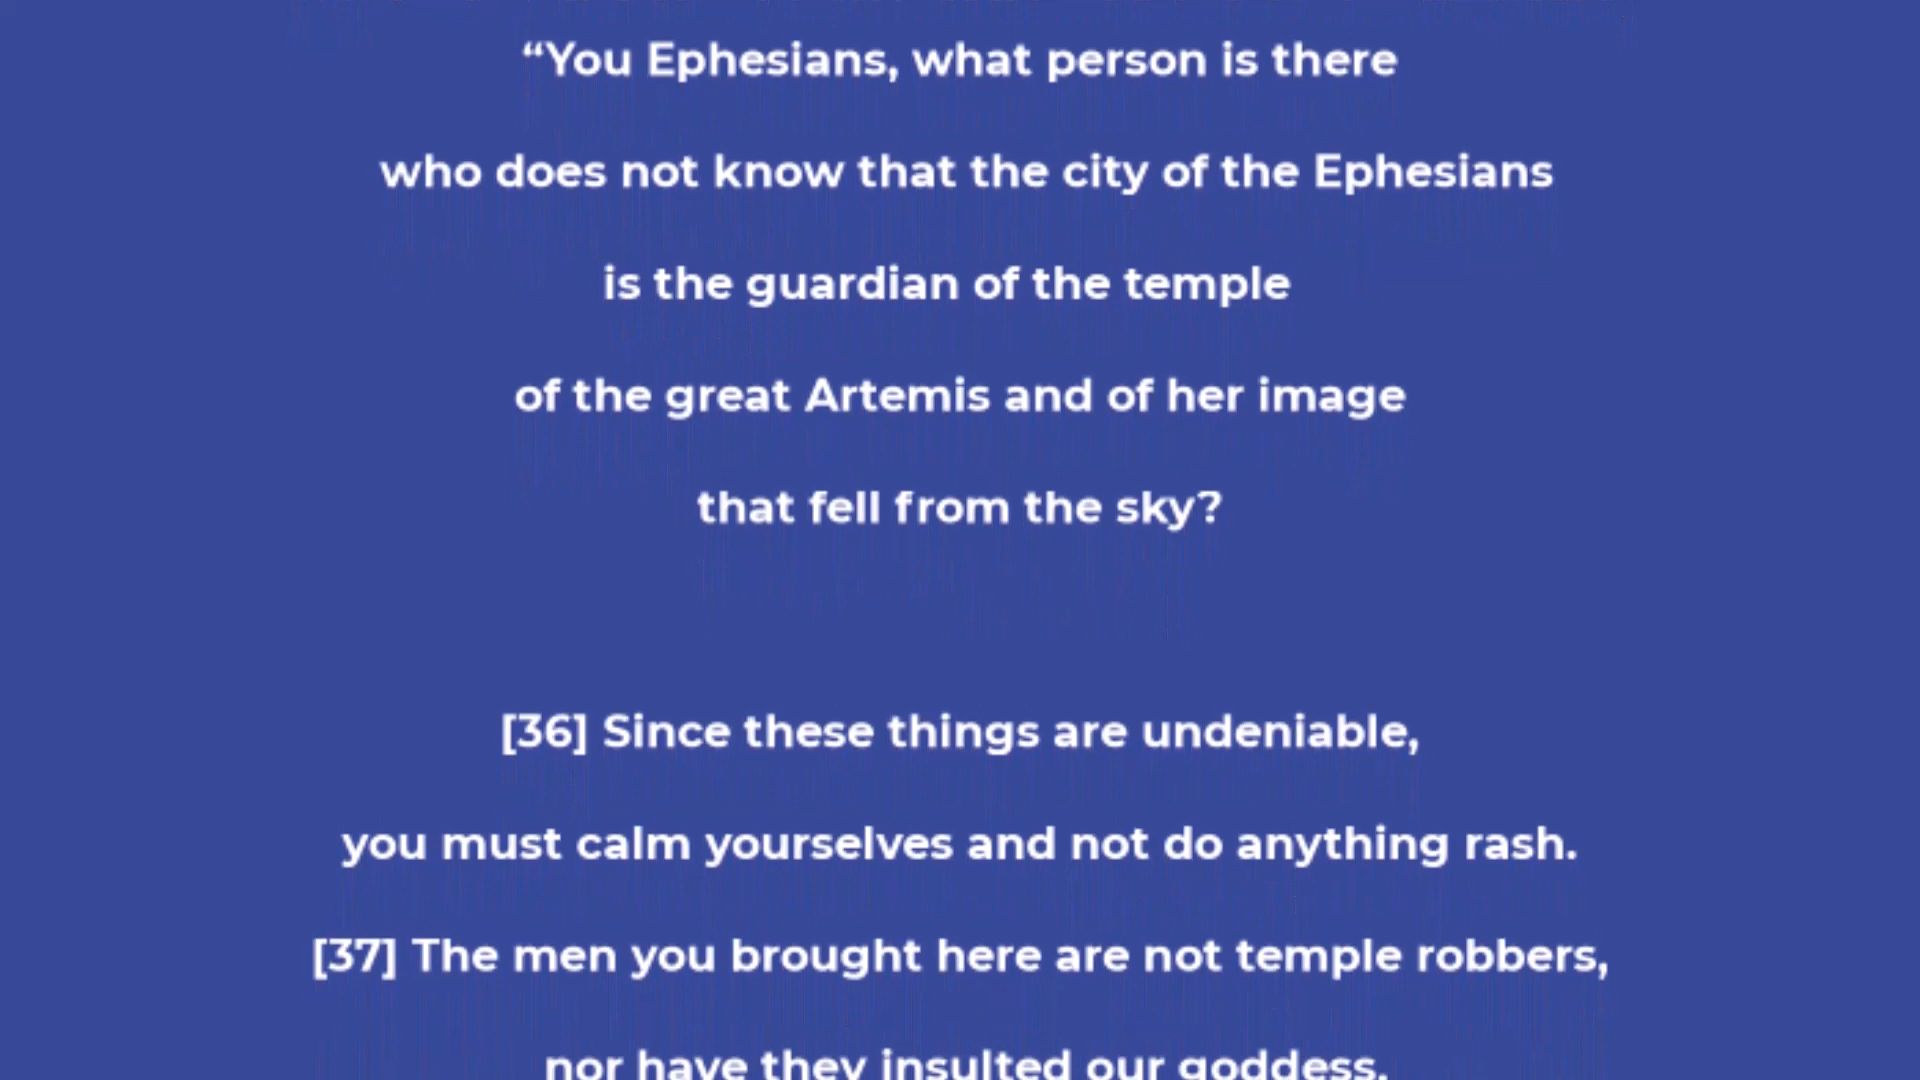 “You Ephesians, what person is there
who does not know that the city of the Ephesians
is the guardian of the temple
of the great Artemis and of her image
that fell from the sky?
[36] Since these things are undeniable,
you must calm yourselves and not do anything rash.
[37] The men you brought here are not temple robbers,
nor have they insulted our goddess.